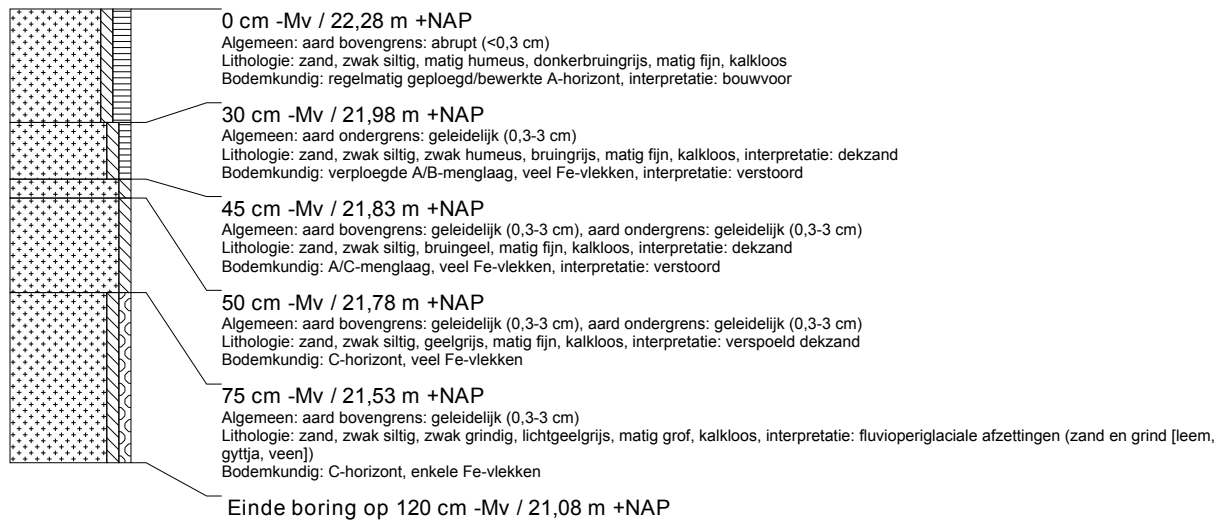 0 cm -Mv / 22,28 m +NAP
Algemeen: aard bovengrens: abrupt (<0,3 cm)
Lithologie: zand, zwak siltig, matig humeus, donkerbruingrijs, matig fijn, kalkloos
Bodemkundig: regelmatig geploegd/bewerkte A-horizont, interpretatie: bouwvoor
30 cm -Mv / 21,98 m +NAP
Algemeen: aard ondergrens: geleidelijk (0,3-3 cm)
Lithologie: zand, zwak siltig, zwak humeus, bruingrijs, matig fijn, kalkloos, interpretatie: dekzand
Bodemkundig: verploegde A/B-menglaag, veel Fe-vlekken, interpretatie: verstoord
45 cm -Mv / 21,83 m +NAP
Algemeen: aard bovengrens: geleidelijk (0,3-3 cm), aard ondergrens: geleidelijk (0,3-3 cm)
Lithologie: zand, zwak siltig, bruingeel, matig fijn, kalkloos, interpretatie: dekzand
Bodemkundig: A/C-menglaag, veel Fe-vlekken, interpretatie: verstoord
50 cm -Mv / 21,78 m +NAP
Algemeen: aard bovengrens: geleidelijk (0,3-3 cm), aard ondergrens: geleidelijk (0,3-3 cm)
Lithologie: zand, zwak siltig, geelgrijs, matig fijn, kalkloos, interpretatie: verspoeld dekzand
Bodemkundig: C-horizont, veel Fe-vlekken
75 cm -Mv / 21,53 m +NAP
Algemeen: aard bovengrens: geleidelijk (0,3-3 cm)
Lithologie: zand, zwak siltig, zwak grindig, lichtgeelgrijs, matig grof, kalkloos, interpretatie: fluvioperiglaciale afzettingen (zand en grind [leem,
gyttja, veen])
Bodemkundig: C-horizont, enkele Fe-vlekken
Einde boring op 120 cm -Mv / 21,08 m +NAP